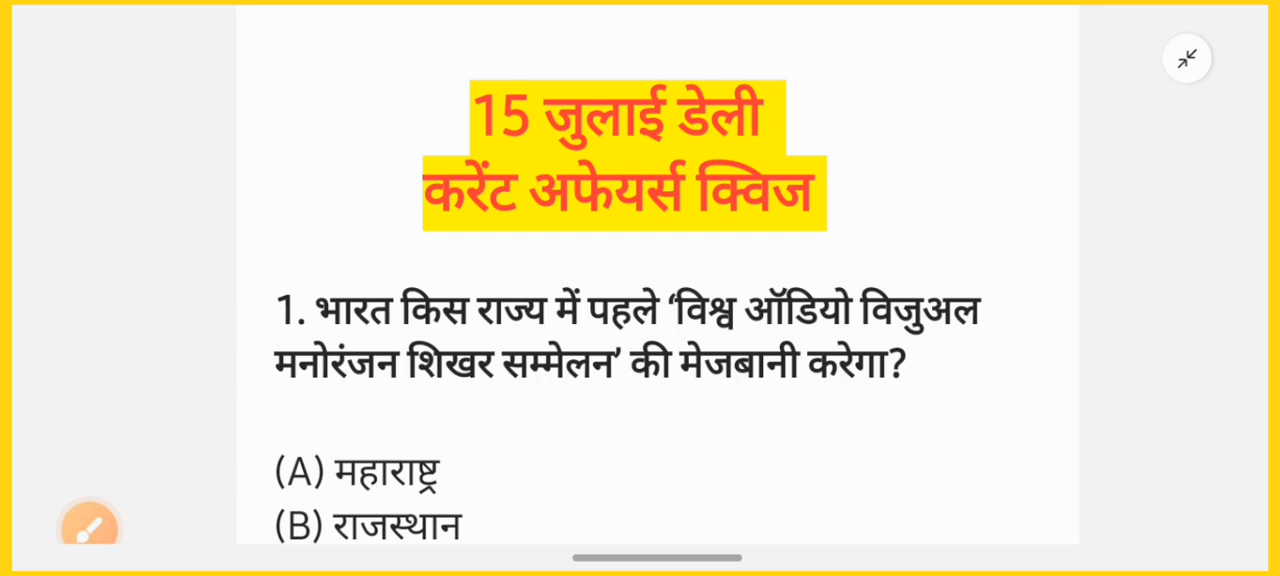 15 जुलाई डेली
करेंट अफेयर्स क्विज
1. भारत किस राज्य में पहले ‘विश्व ऑडियो विजुअल
मनोरंजन शिखर सम्मेलन’ की मेजबानी करेगा?
(A) महाराष्ट्र
(B) राजस्थान